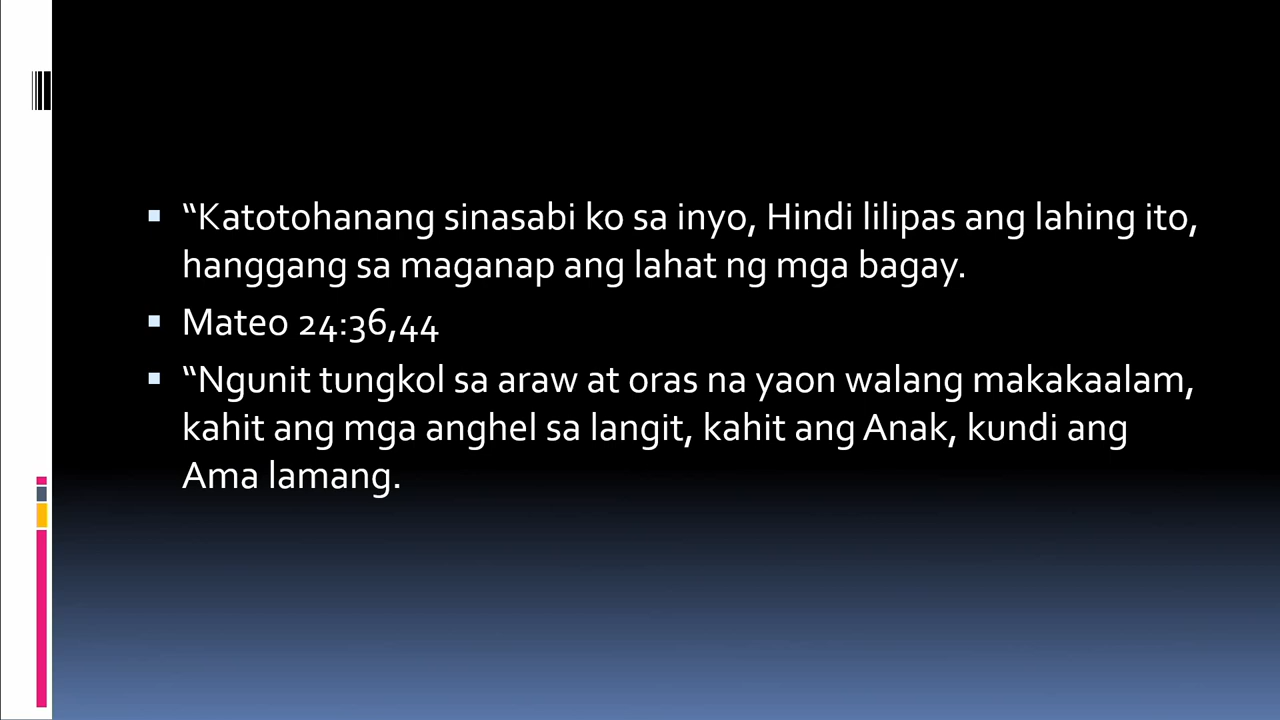 “Katotohanang sinasabi ko sa inyo, Hindi lilipas ang lahing ito,
hanggang sa maganap ang lahat ng mga bagay.
Mateo 24:36,44
“Ngunit tungkol sa araw at oras na yaon walang makakaalam,
kahit ang mga anghel sa langit, kahit ang Anak, kundi ang
Ama lamang.